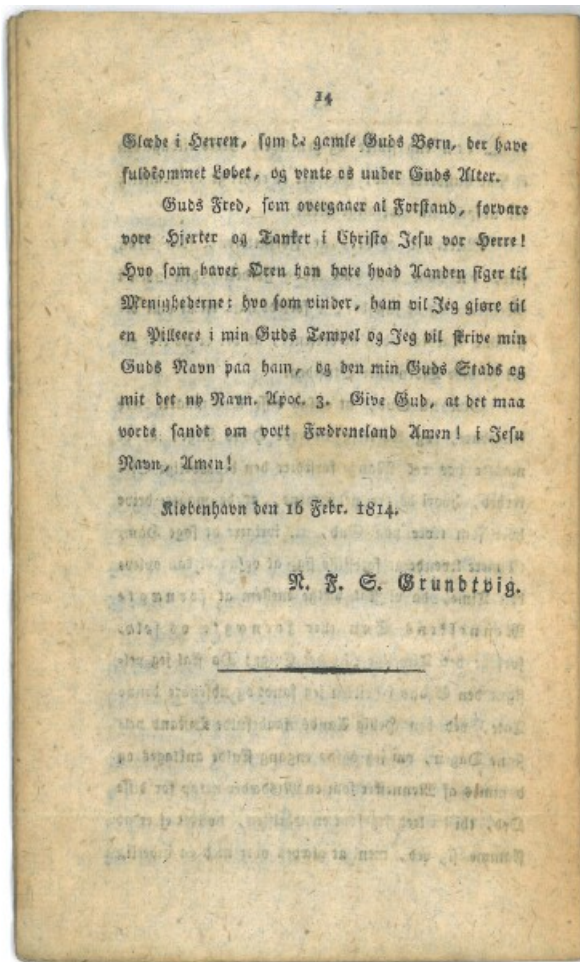 14
Glæde i Herren, som de gamle Guds Børn, der have
fuldkommet Løbet, og vente os under Guds Alter.
Guds Fred, som overgaaer al Forstand, forvare
vore Hjerter og Tanker i Christo Jesu vor Herre!
Hvo som haver Øren han høre hvad Aanden siger til
Menighederne: hvo som vinder, ham vil Jeg giøre til
en Pilleere i min Guds Tempel og Jeg vil skrive min
Guds Navn paa ham, og den min Guds Stads og
mit det ny Navn. Apoc. 3. Give Gud, at det maa
vorde sandt om vort Fædreneland Amen! i Jesu
Navn, Amen!
Kiøbenhavn den 16 Febr. 1814.
N. F. S. Grundtvig.